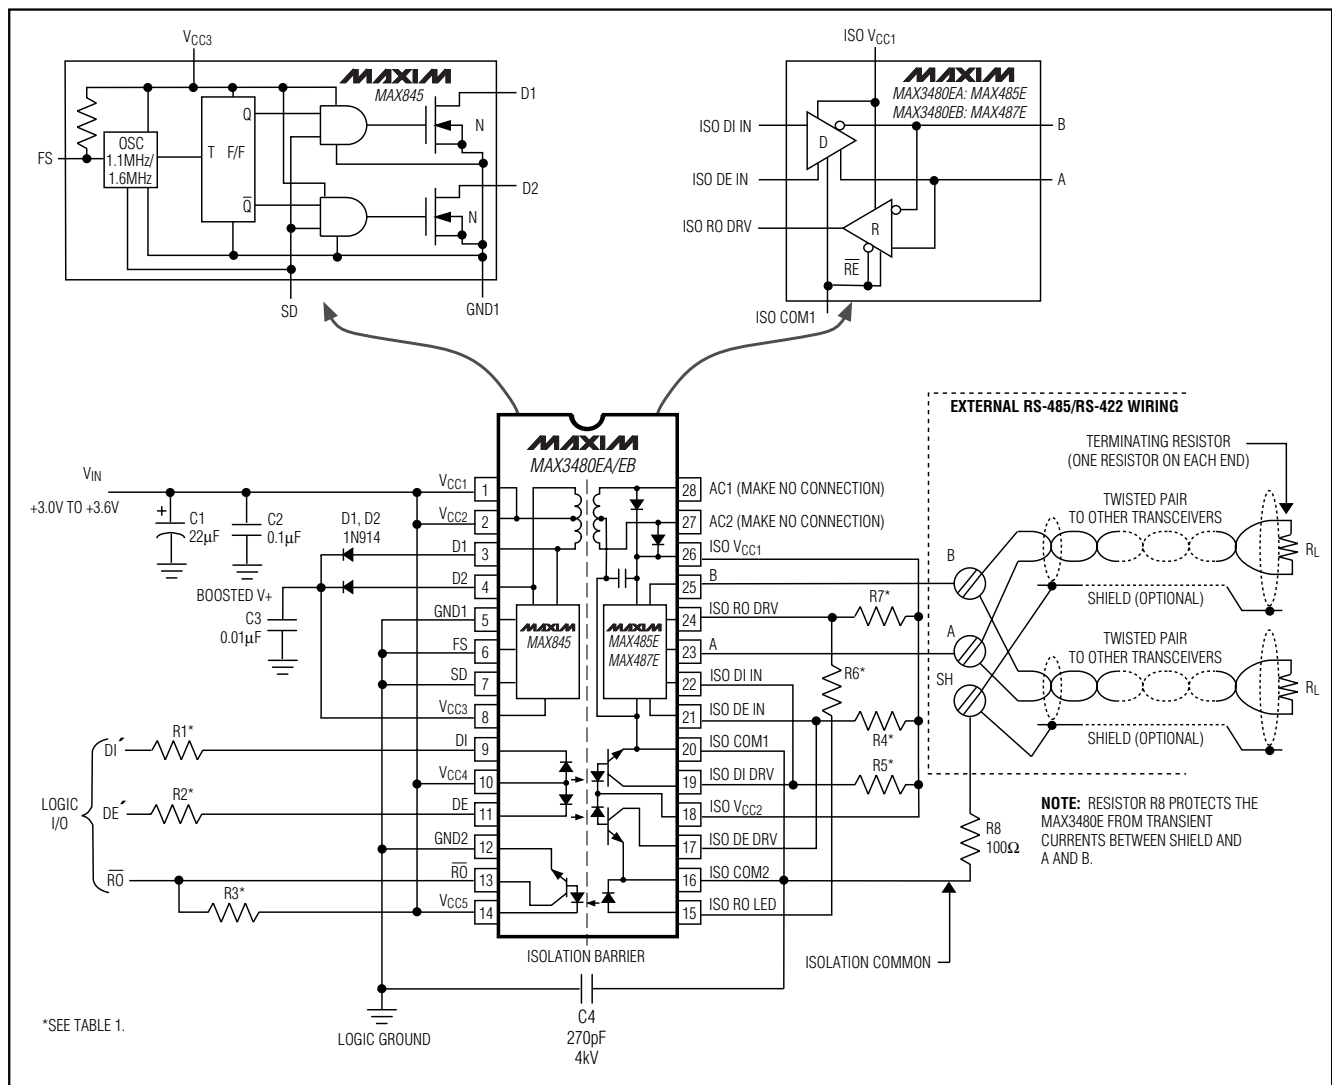 VCC3
MAXIM
MAX845
D1
Q
N
OSC
1.1MHz/
1.6MHz
FS
T F/F
D2
Q̅
N
SD
GND1
ISO VCC1
MAXIM
MAX3480EA: MAX485E
MAX3480EB: MAX487E
ISO DI IN
D
B
ISO DE IN
A
ISO RO DRV
R
R̅E̅
ISO COM1
MAXIM
MAX3480EA/EB
VIN
+3.0V TO +3.6V
C1
22µF
C2
0.1µF
D1, D2
1N914
BOOSTED V+
C3
0.01µF
VCC1
1
VCC2
2
D1
3
D2
4
GND1
5
FS
6
SD
7
VCC3
8
DI
9
VCC4
10
DE
11
GND2
12
R̅O̅
13
VCC5
14
MAXIM
MAX845
MAXIM
MAX485E
MAX487E
28
AC1 (MAKE NO CONNECTION)
27
AC2 (MAKE NO CONNECTION)
26
ISO VCC1
25
B
24
ISO RO DRV
23
A
22
ISO DI IN
21
ISO DE IN
20
ISO COM1
19
ISO DI DRV
18
ISO VCC2
17
ISO DE DRV
16
ISO COM2
15
ISO RO LED
R7*
R6*
R4*
R5*
LOGIC
I/O
DI´
R1*
DE´
R2*
R̅O̅
R3*
EXTERNAL RS-485/RS-422 WIRING
TERMINATING RESISTOR
(ONE RESISTOR ON EACH END)
TWISTED PAIR
TO OTHER TRANSCEIVERS
B
RL
SHIELD (OPTIONAL)
A
TWISTED PAIR
TO OTHER TRANSCEIVERS
SH
RL
SHIELD (OPTIONAL)
R8
100Ω
NOTE: RESISTOR R8 PROTECTS THE
MAX3480E FROM TRANSIENT
CURRENTS BETWEEN SHIELD AND
A AND B.
ISOLATION BARRIER
ISOLATION COMMON
C4
270pF
4kV
LOGIC GROUND
*SEE TABLE 1.